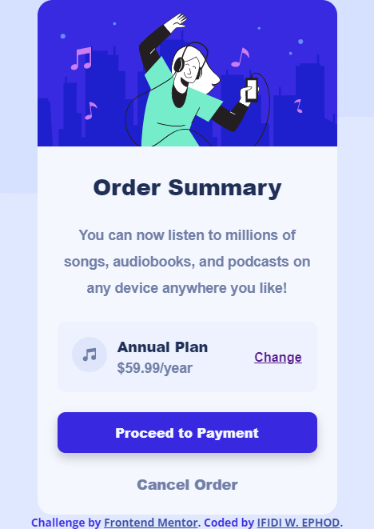 Order Summary
You can now listen to millions of
songs, audiobooks, and podcasts on
any device anywhere you like!
Annual Plan
$59.99/year
Change
Proceed to Payment
Cancel Order
Challenge by Frontend Mentor. Coded by IFIDI W. EPHOD.